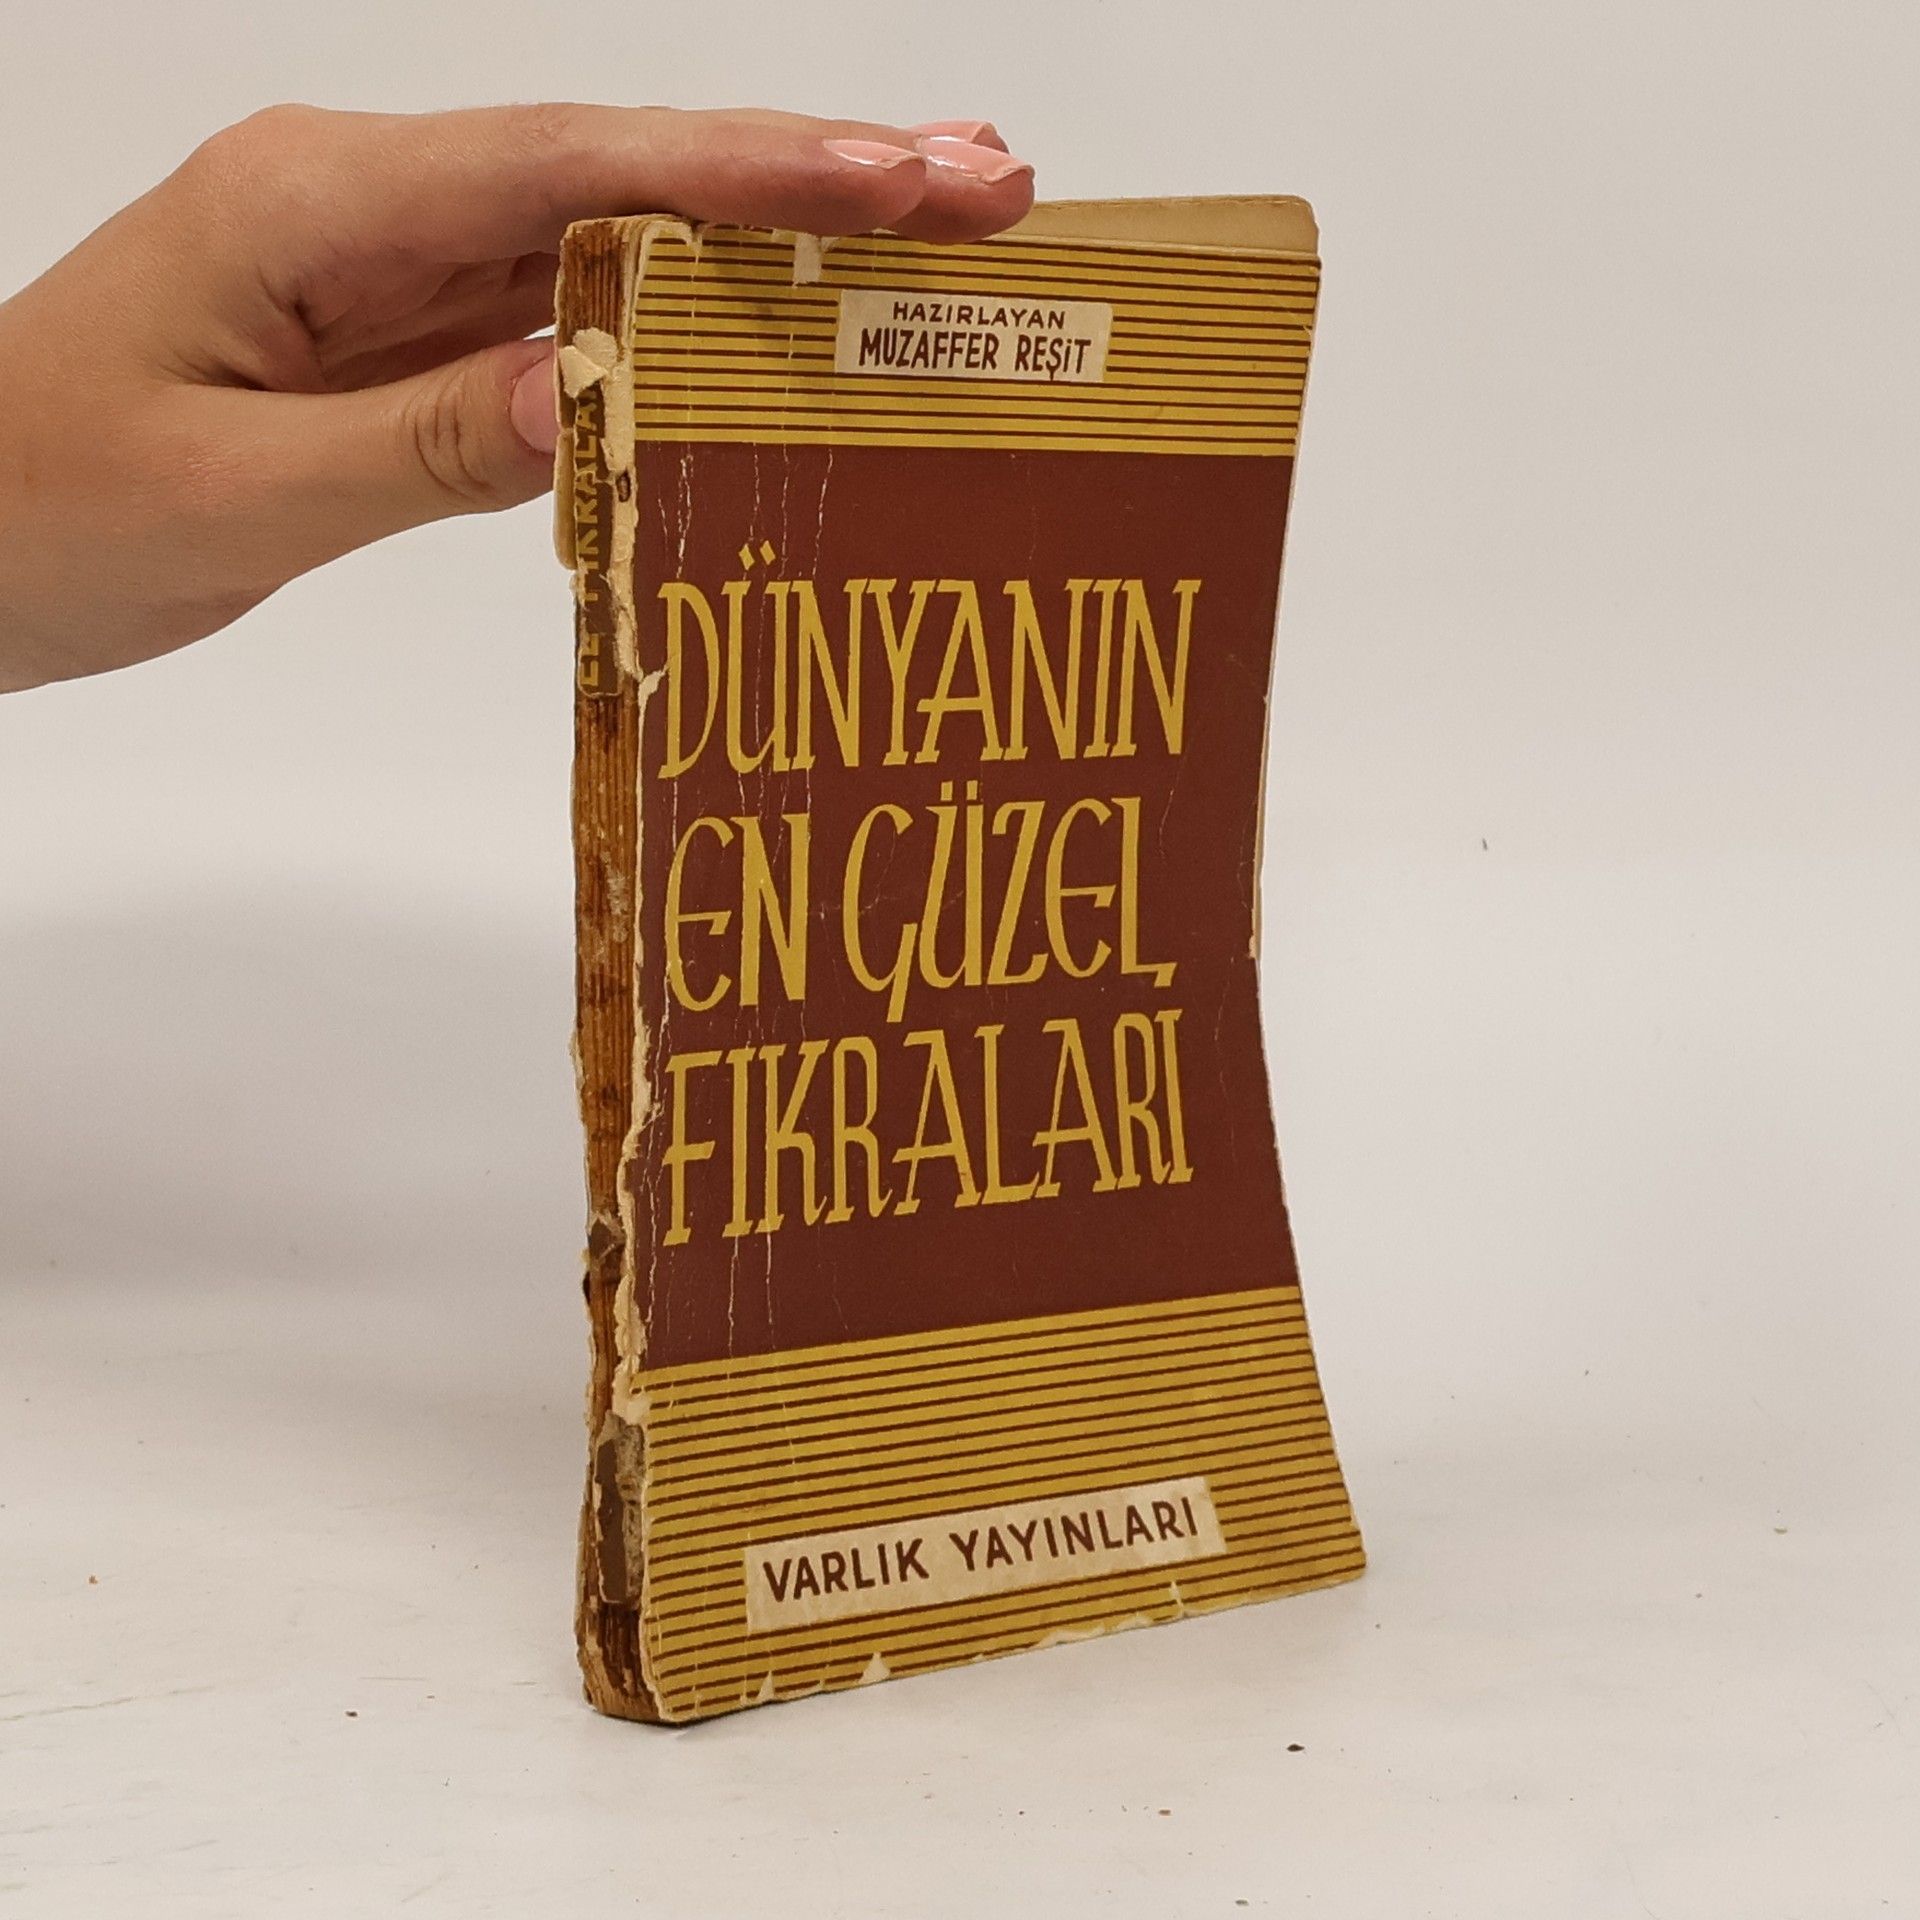 HAZIRLAYAN
MUZAFFER REŞİT
DÜNYANIN
EN GÜZEL
FIKRALARI
VARLIK YAYINLARI